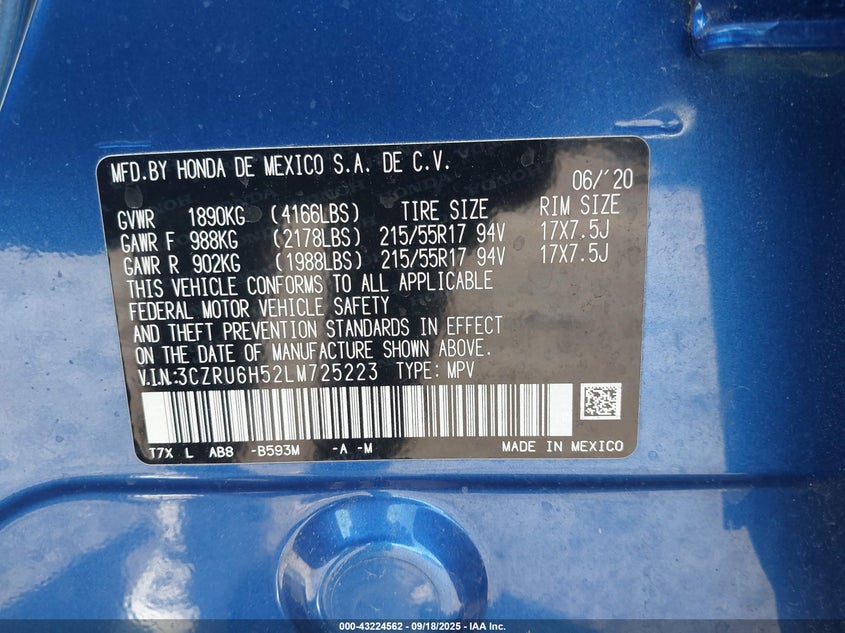 MFD.BY HONDA DE MEXICO S.A. DE C.V.
06/'20
GVWR 1890KG (4166LBS) TIRE SIZE RIM SIZE
GAWR F 988KG (2178LBS) 215/55R17 94V 17X7.5J
GAWR R 902KG (1988LBS) 215/55R17 94V 17X7.5J
THIS VEHICLE CONFORMS TO ALL APPLICABLE
FEDERAL MOTOR VEHICLE SAFETY
AND THEFT PREVENTION STANDARDS IN EFFECT
ON THE DATE OF MANUFACTURE SHOWN ABOVE.
V.I.N:3CZRU6H52LM725223 TYPE:MPV
T7X L AB8 -B593M -A -M MADE IN MEXICO
000-43224562 - 09/18/2025 - IAA Inc.